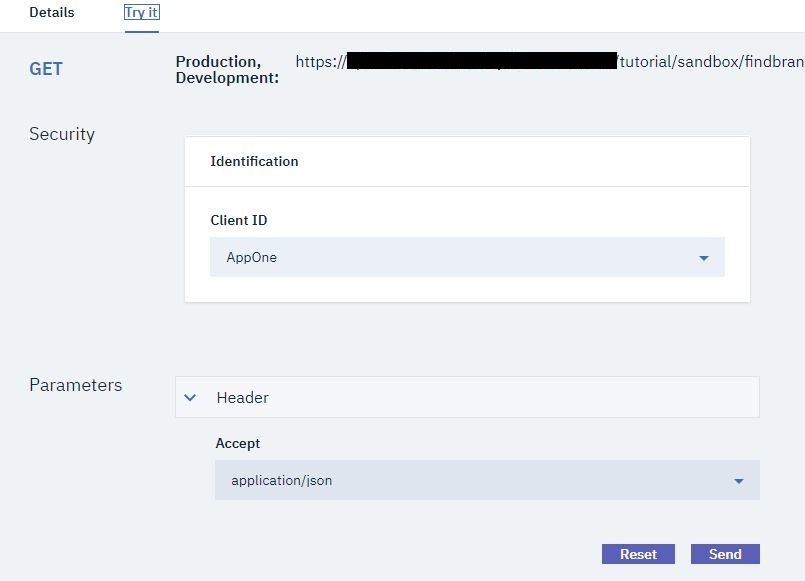 Details
Try it
GET
Production, Development:
https:// /tutorial/sandbox/findbran
Security
Identification
Client ID
AppOne
Parameters
Header
Accept
application/json
Reset
Send